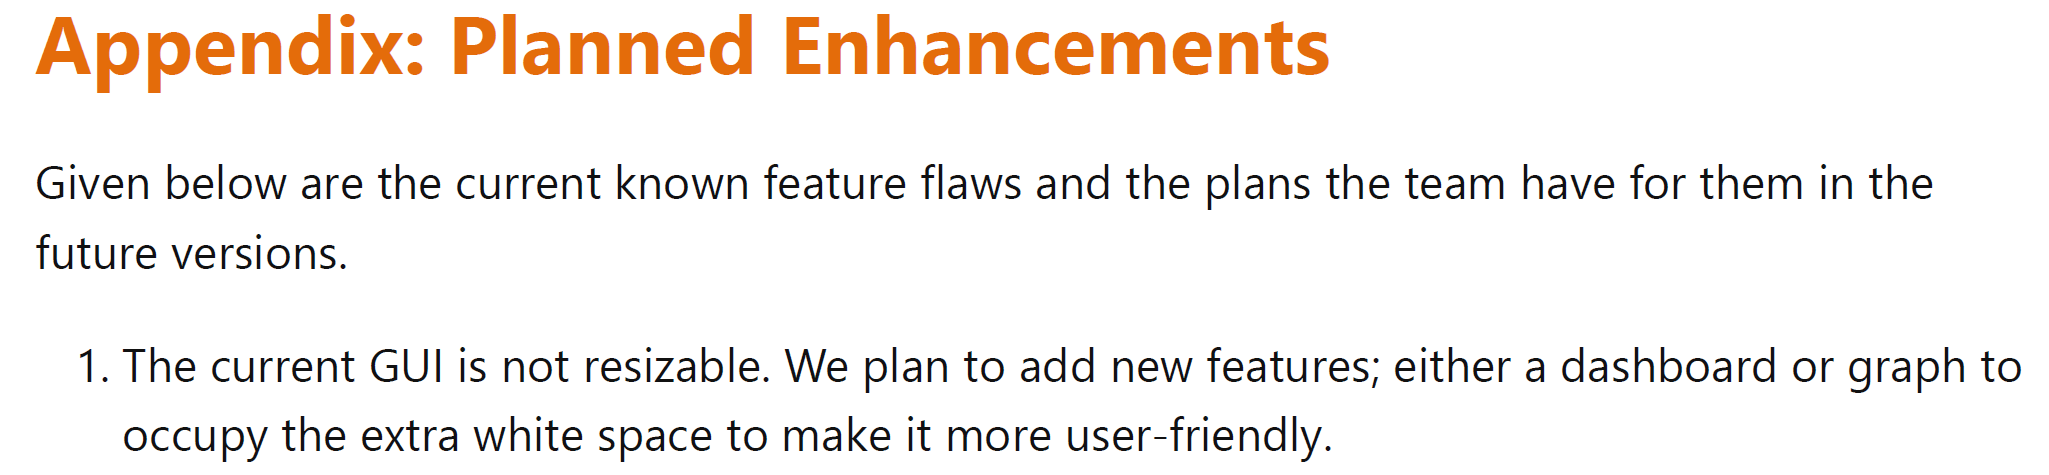 Appendix: Planned Enhancements
Given below are the current known feature flaws and the plans the team have for them in the
future versions.
1. The current GUI is not resizable. We plan to add new features; either a dashboard or graph to
occupy the extra white space to make it more user-friendly.